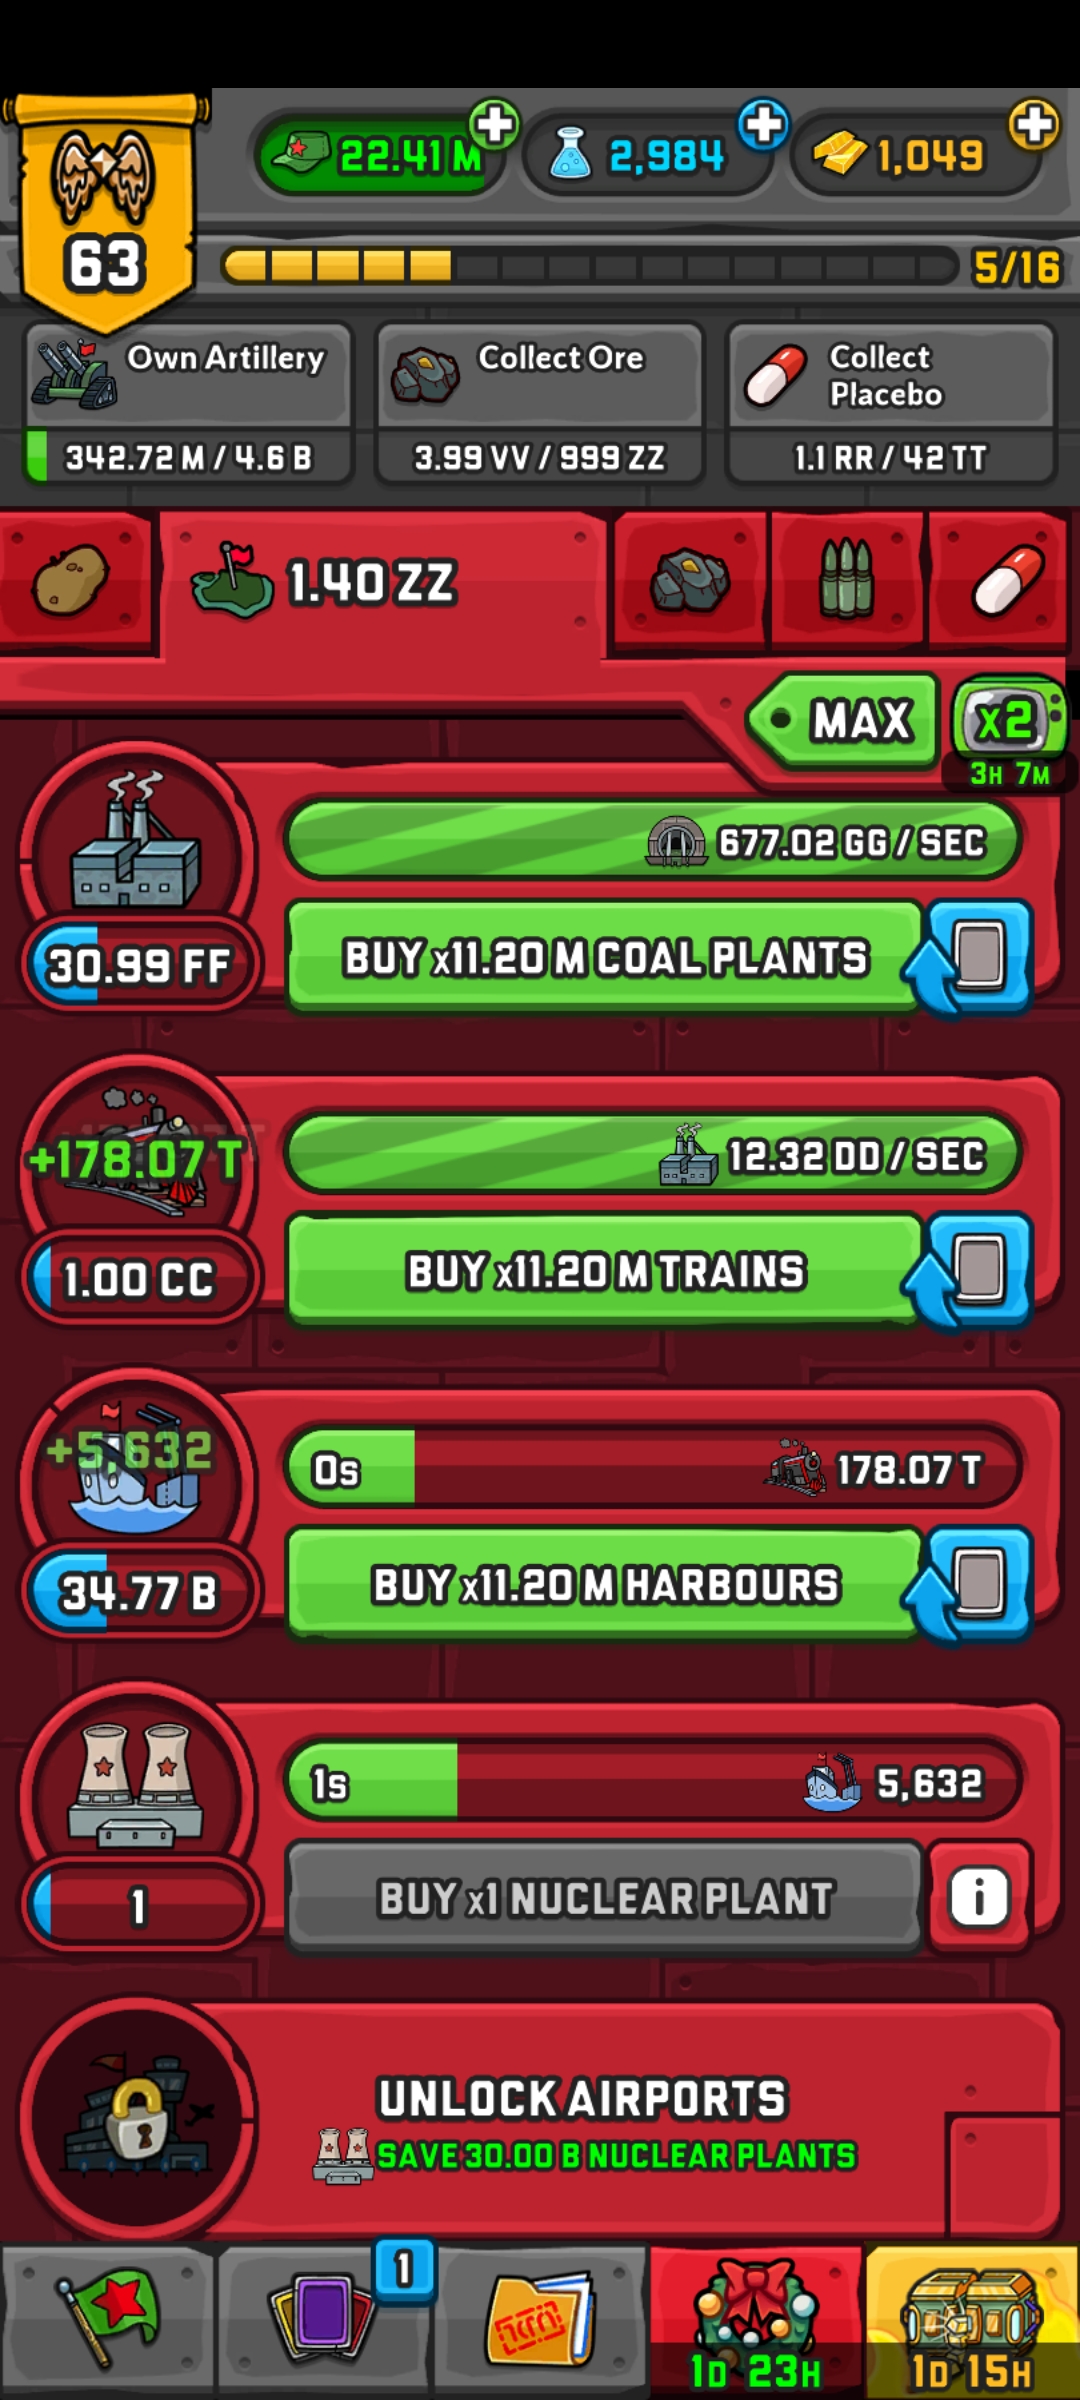 22.41 M
2,984
1,049
63
5/16
Own Artillery
342.72 M / 4.6 B
Collect Ore
3.99 VV / 999 ZZ
Collect
Placebo
1.1 RR / 42 TT
1.40 ZZ
MAX
x2
3H 7M
677.02 GG / SEC
30.99 FF
BUY x11.20 M COAL PLANTS
+178.07 T
12.32 DD / SEC
1.00 CC
BUY x11.20 M TRAINS
+5,632
0s
178.07 T
34.77 B
BUY x11.20 M HARBOURS
1s
5,632
1
BUY x1 NUCLEAR PLANT
i
UNLOCK AIRPORTS
SAVE 30.00 B NUCLEAR PLANTS
1
1D 23H
1D 15H